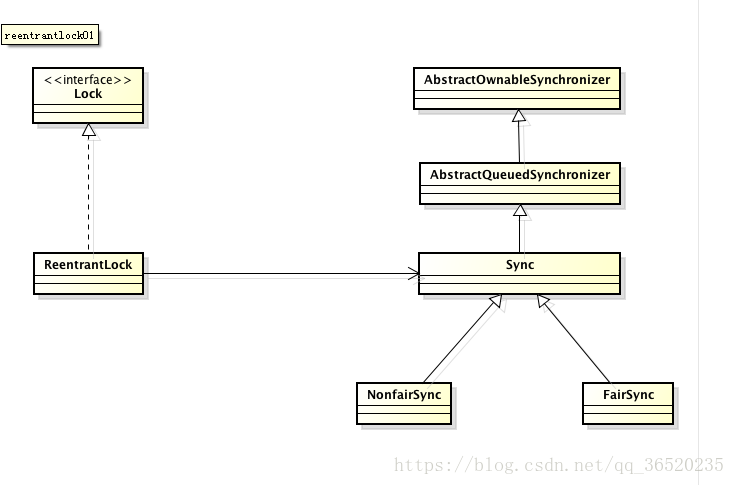 reentrantlock01
<<interface>>
Lock
AbstractOwnableSynchronizer
AbstractQueuedSynchronizer
ReentrantLock
Sync
NonfairSync
FairSync
https://blog.csdn.net/qq_36520235